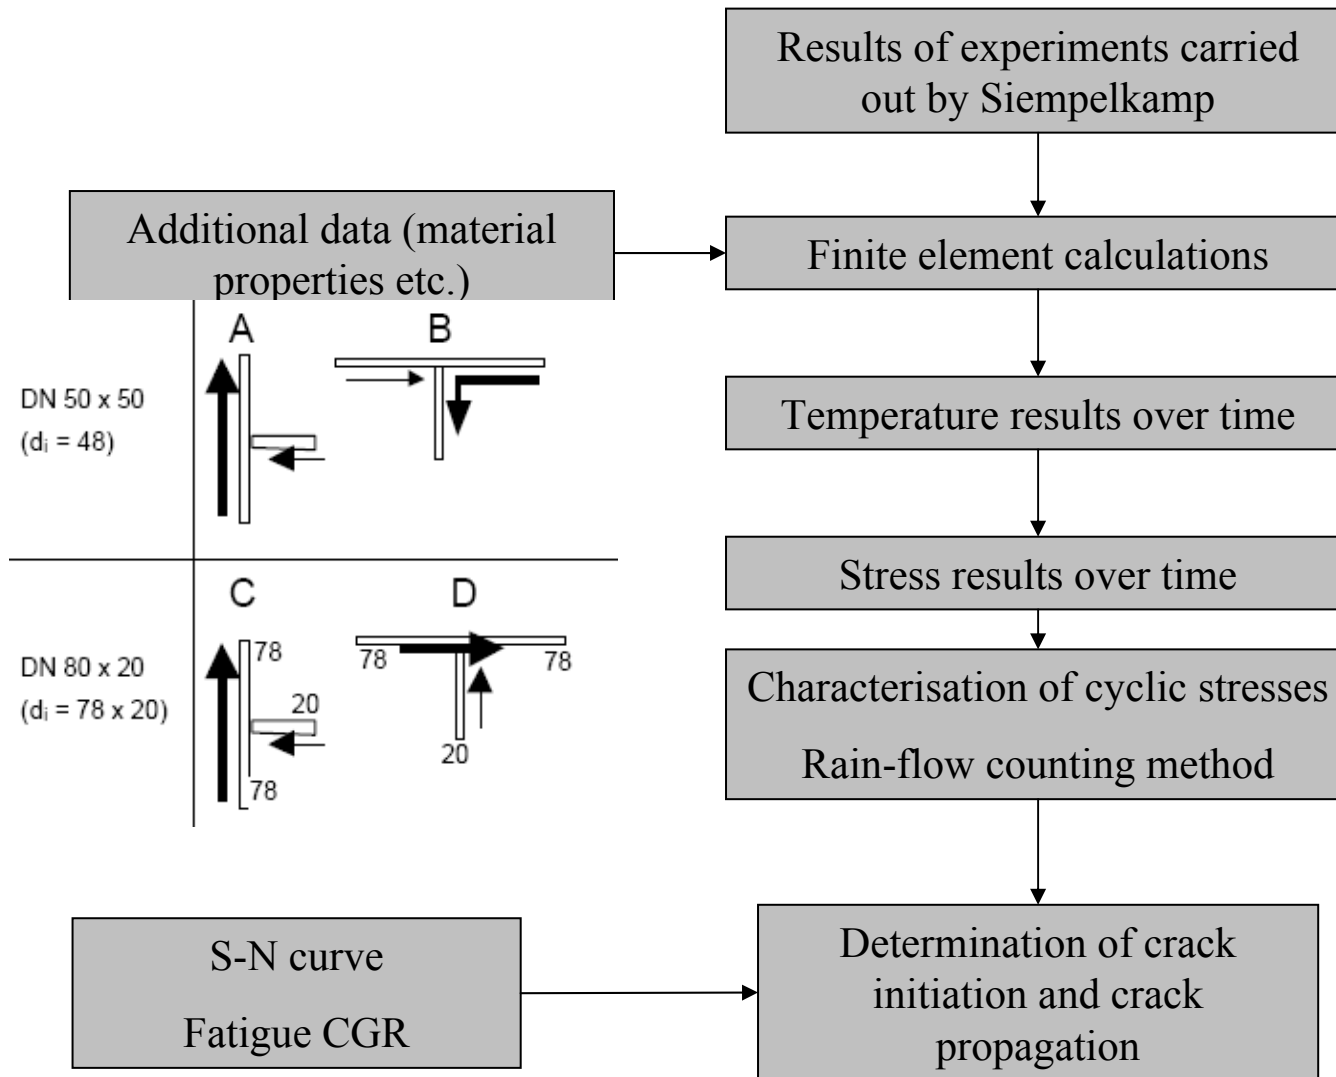 Results of experiments carried
out by Siempelkamp
Additional data (material
properties etc.)
Finite element calculations
A
B
DN 50 x 50
(dᵢ = 48)
Temperature results over time
Stress results over time
C
D
78
78
78
DN 80 x 20
(dᵢ = 78 x 20)
20
20
78
Characterisation of cyclic stresses
Rain-flow counting method
S-N curve
Fatigue CGR
Determination of crack
initiation and crack
propagation